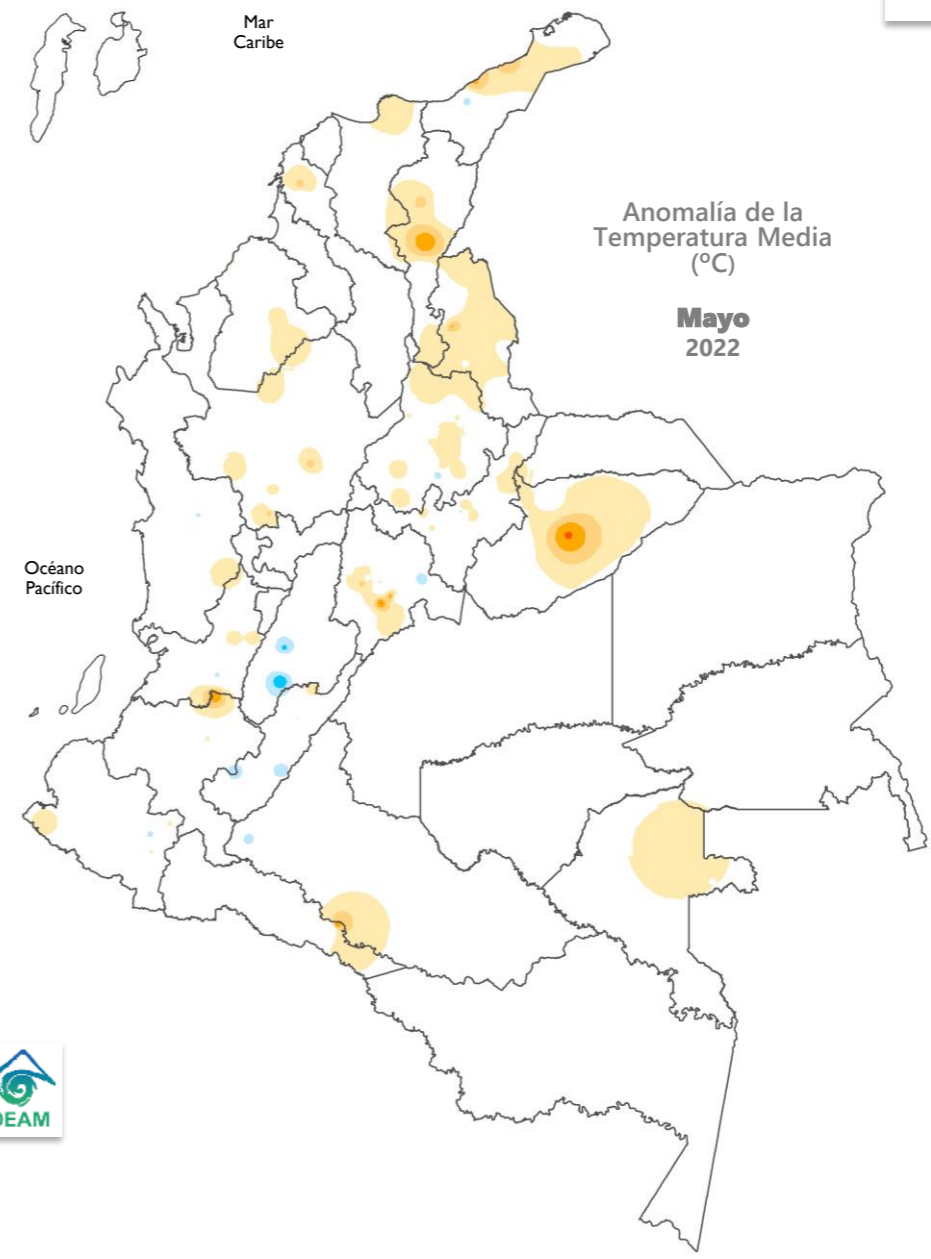 Mar
Caribe
Anomalía de la
Temperatura Media
(ºC)
Mayo
2022
Océano
Pacífico
DEAM